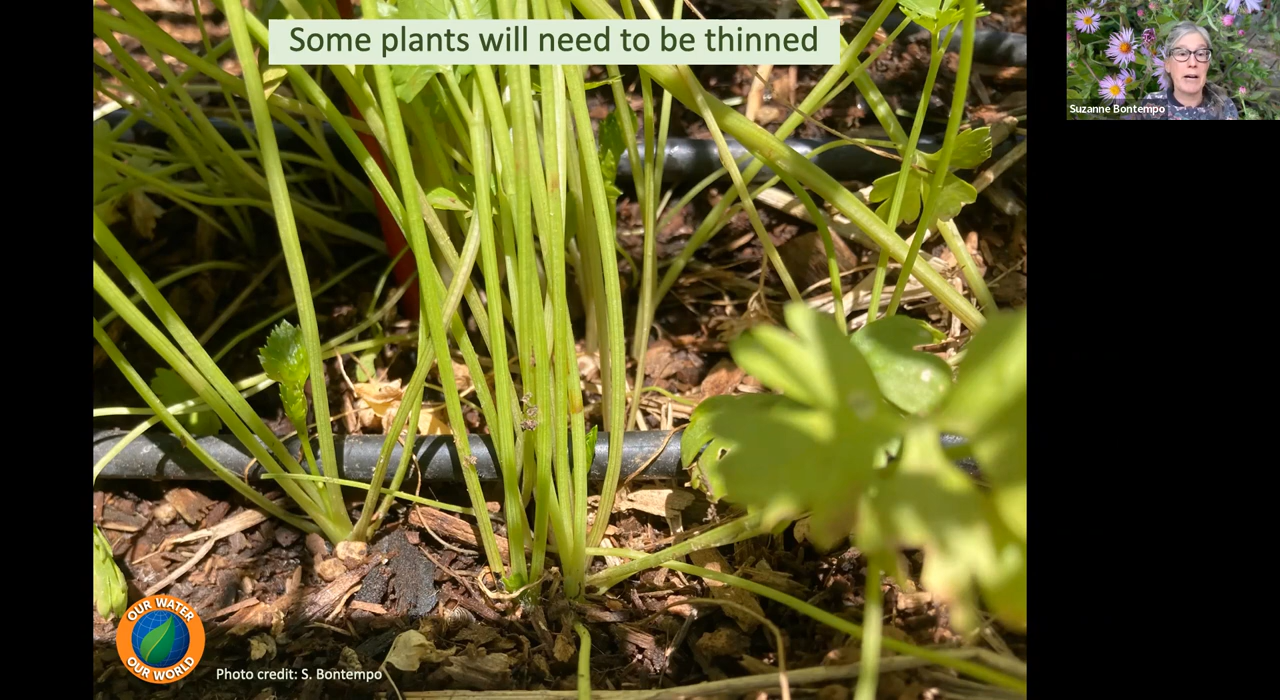 Some plants will need to be thinned
Suzanne Bontempo
OUR WATER
OUR WORLD
Photo credit: S. Bontempo